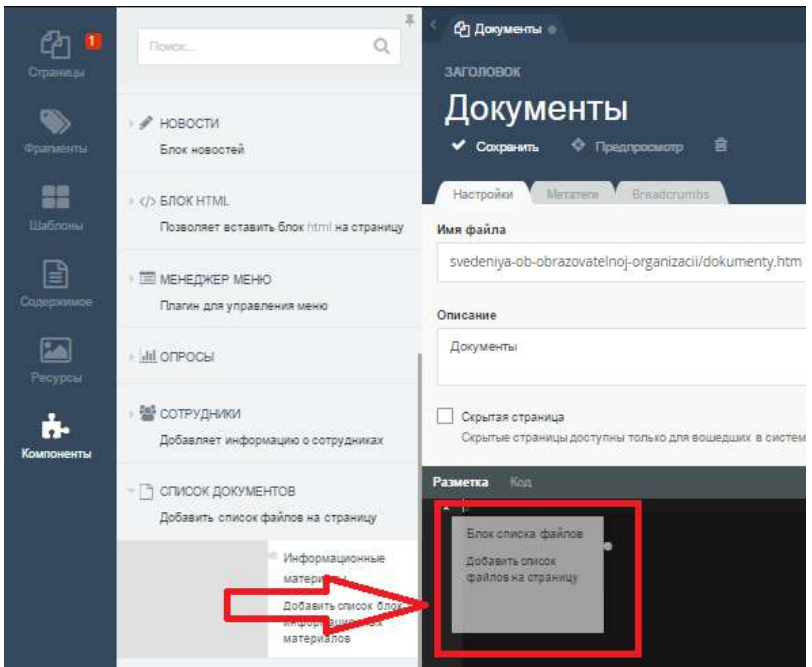 1
Страницы
Фрагменты
Шаблоны
Содержимое
Ресурсы
Компоненты
Поиск...
НОВОСТИ
Блок новостей
</> БЛОК HTML
Позволяет вставить блок html на страницу
МЕНЕДЖЕР МЕНЮ
Плагин для управления меню
ОПРОСЫ
СОТРУДНИКИ
Добавляет информацию о сотрудниках
СПИСОК ДОКУМЕНТОВ
Добавить список файлов на страницу
Информационные
материалы
Добавить список блок
информационных
материалов
Документы
ЗАГОЛОВОК
Документы
Сохранить Предпросмотр
Настройки Метатеги Breadcrumbs
Имя файла
svedeniya-ob-obrazovatelnoj-organizacii/dokumenty.htm
Описание
Документы
Скрытая страница
Скрытые страницы доступны только для вошедших в систем
Разметка Код
Блок списка файлов
Добавить список
файлов на страницу